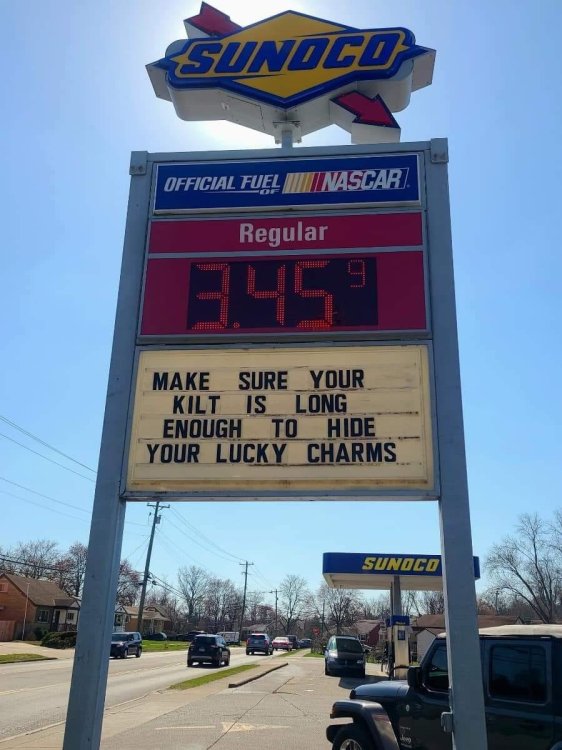 SUNOCO
OFFICIAL FUEL OF NASCAR
Regular
3.45 9
MAKE SURE YOUR
KILT IS LONG
ENOUGH TO HIDE
YOUR LUCKY CHARMS
SUNOCO
Jeep